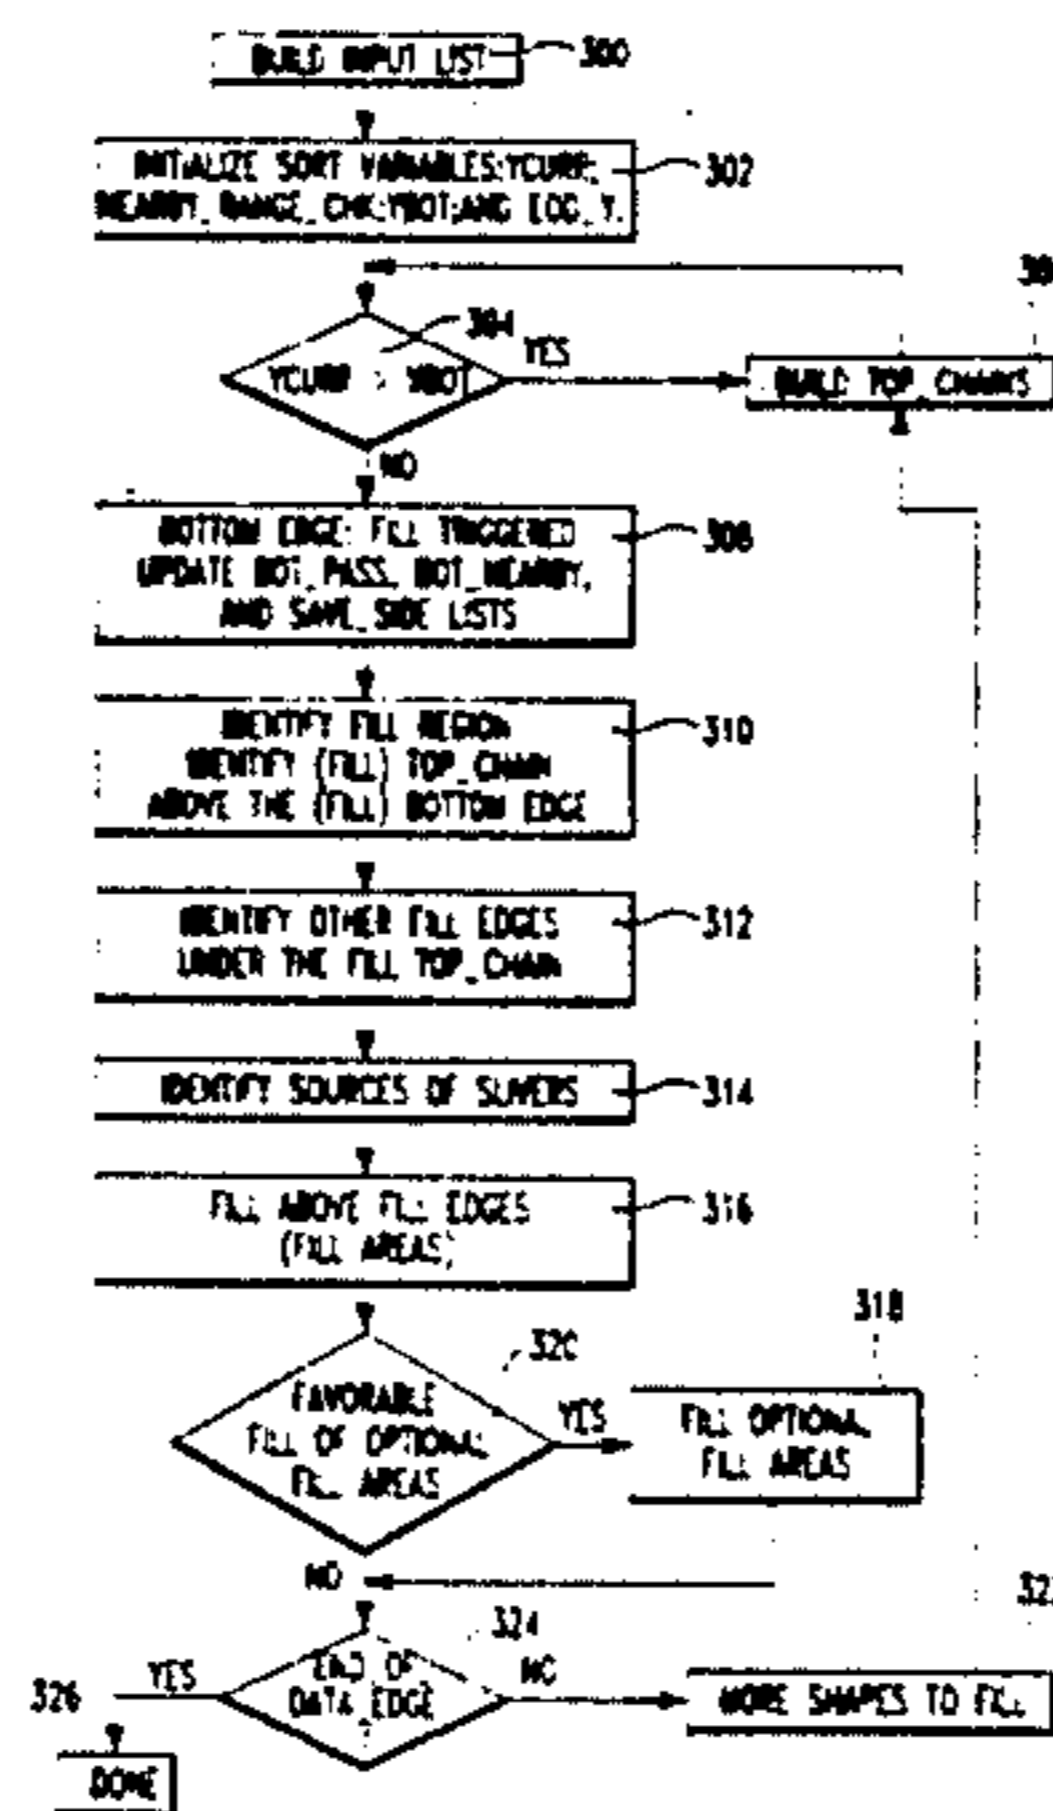 BUILD INPUT LIST
300
INITIALIZE SORT VARIABLES:YCURR;
NEARBY_RANGE_CHK;YBOT;AND EOD_Y.
302
304
YCURR > YBOT
YES
BUILD TOP_CHAINS
NO
BOTTOM EDGE: FILL TRIGGERED
UPDATE BOT_PASS, BOT_NEARBY,
AND SAVE_SIDE LISTS
308
IDENTIFY FILL REGION
IDENTIFY (FILL) TOP_CHAIN
ABOVE THE (FILL) BOTTOM EDGE
310
IDENTIFY OTHER FILL EDGES
UNDER THE FILL TOP_CHAIN
312
IDENTIFY SOURCES OF SLIVERS
314
FILL ABOVE FILL EDGES
(FILL AREAS)
316
318
320
FAVORABLE
FILL OF OPTIONAL
FILL AREAS
YES
FILL OPTIONAL
FILL AREAS
NO
324
END OF
DATA EDGE
YES
NO
326
MORE SHAPES TO FILL
DONE